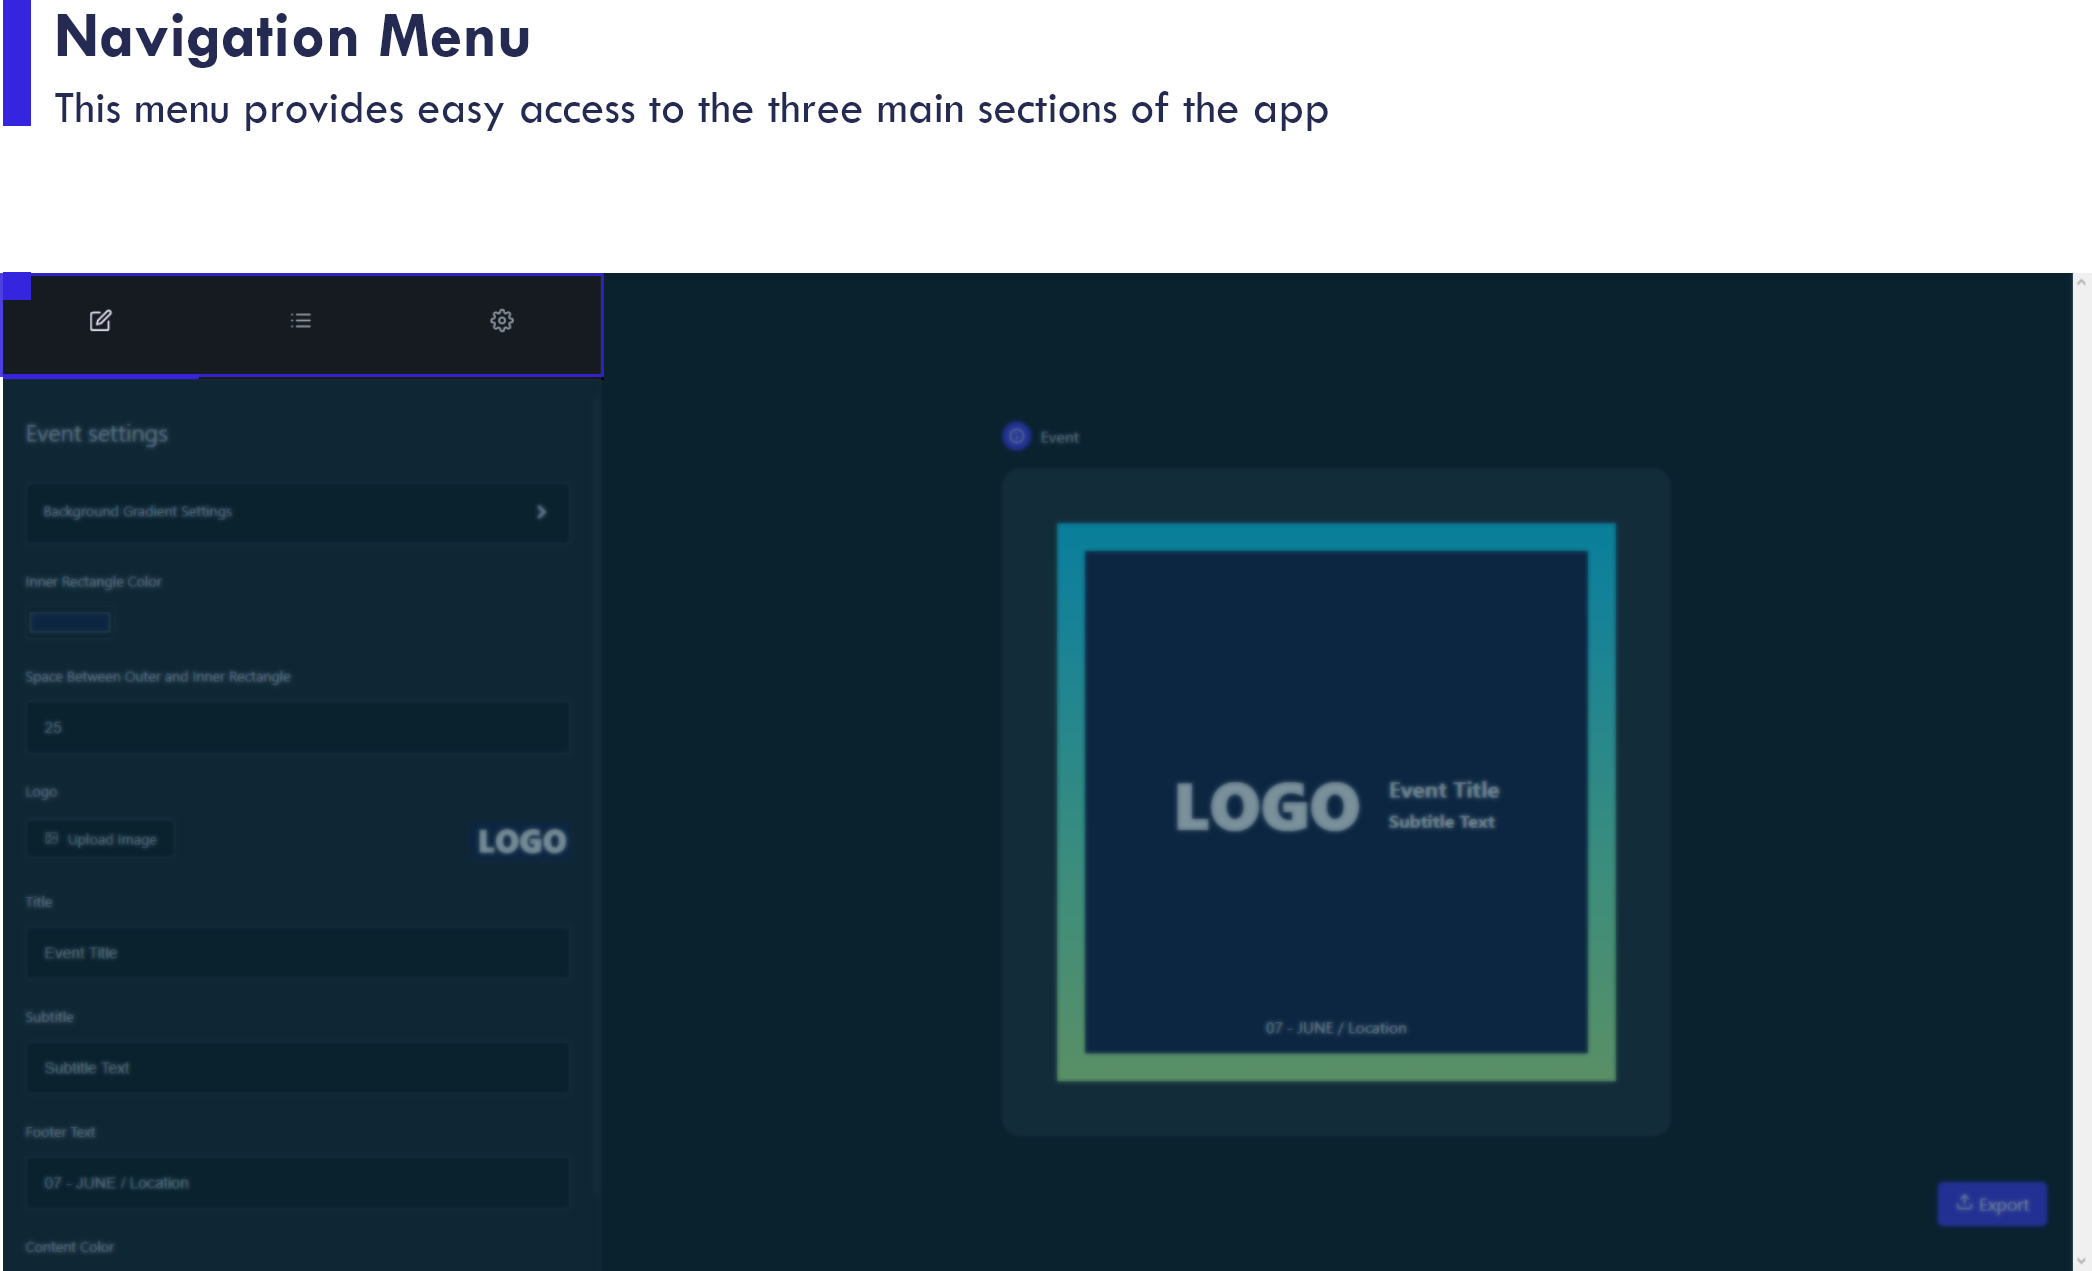 Navigation Menu
This menu provides easy access to the three main sections of the app
Event settings
Background Gradient Settings
Inner Rectangle Color
Space Between Outer and Inner Rectangle
25
Logo
Upload Image
LOGO
Title
Event Title
Subtitle
Subtitle Text
Footer Text
07 - JUNE / Location
Content Color
Event
LOGO
Event Title
Subtitle Text
07 - JUNE / Location
Export